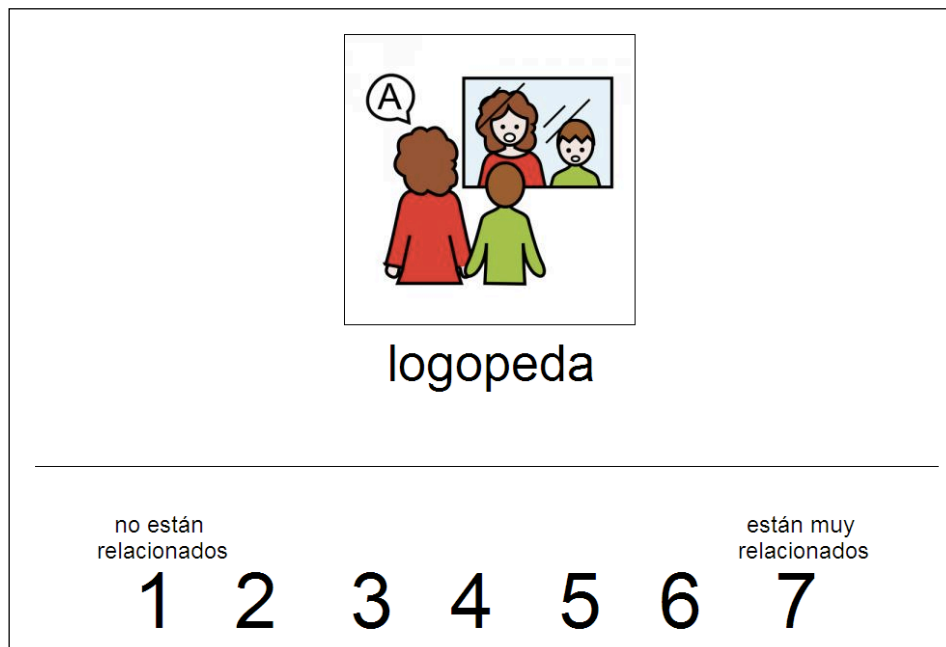 A
logopeda
no están
relacionados
están muy
relacionados
1 2 3 4 5 6 7